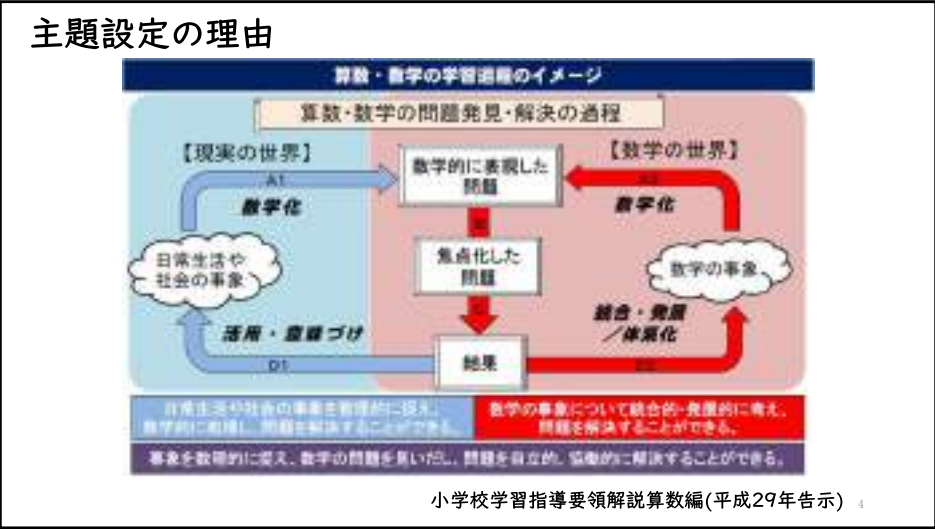 主題設定の理由
算数・数学の学習過程のイメージ
算数・数学の問題発見・解決の過程
【現実の世界】
【数学の世界】
A1
数学的に表現した
問題
数学化
数学化
日常生活や
社会の事象
焦点化した
問題
数学の事象
活用・意味づけ
統合・発展
/体系化
D1
結果
日常生活や社会の事象を数理的に捉え、
数学的に処理し、問題を解決することができる。
数学の事象について統合的・発展的に考え、
問題を解決することができる。
事象を数理的に捉え、数学の問題を見いだし、問題を自立的、協働的に解決することができる。
小学校学習指導要領解説算数編(平成29年告示)
4